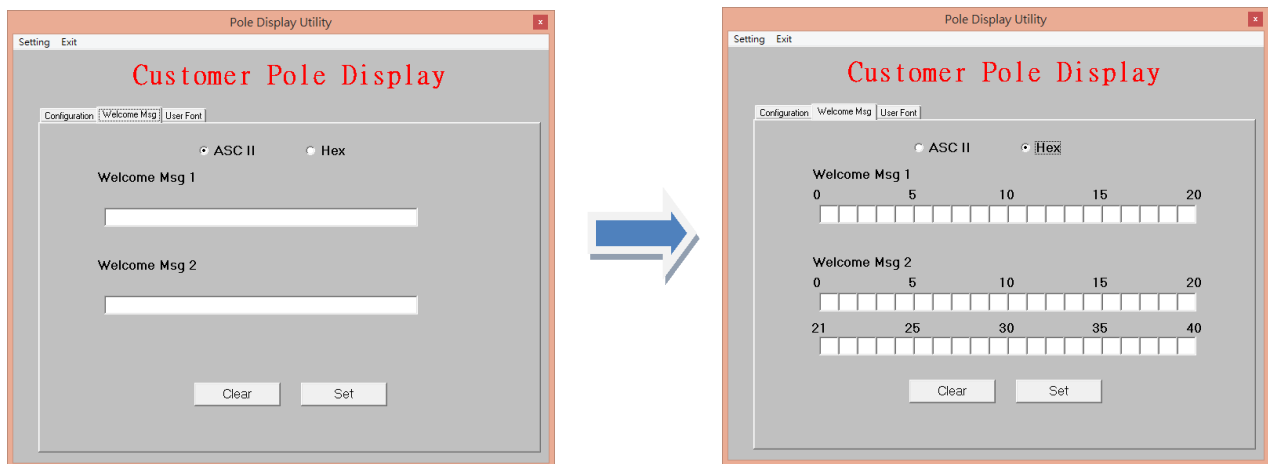 Pole Display Utility
x
Setting Exit
Customer Pole Display
Configuration Welcome Msg User Font
ASC II Hex
Welcome Msg 1
Welcome Msg 2
Clear Set
Pole Display Utility
x
Setting Exit
Customer Pole Display
Configuration Welcome Msg User Font
ASC II Hex
Welcome Msg 1
0 5 10 15 20
Welcome Msg 2
0 5 10 15 20
21 25 30 35 40
Clear Set